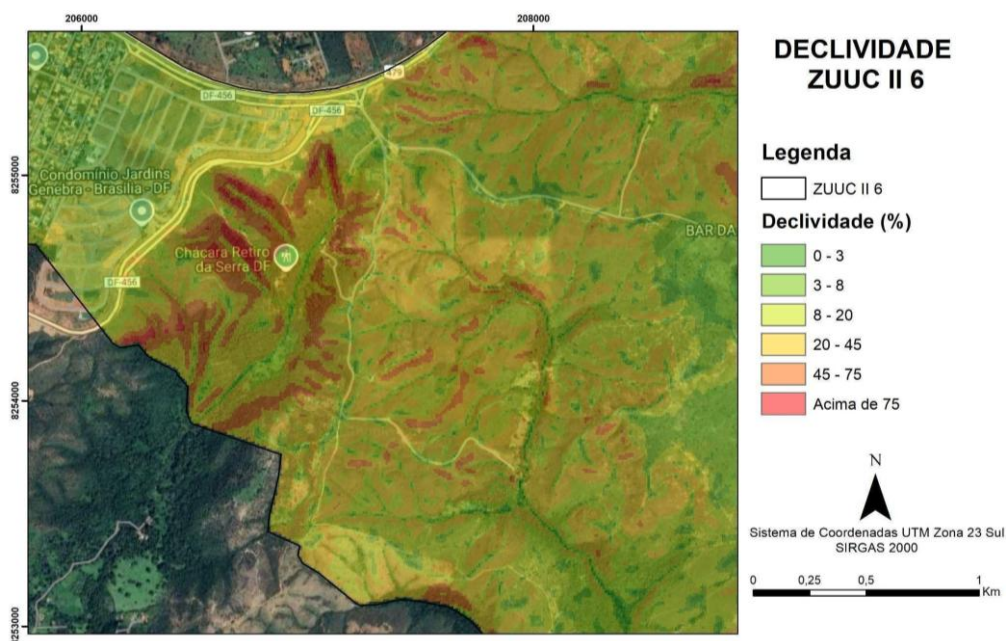 206000
208000
8255000
8254000
8253000
479
DF-456
DF-456
Condomínio Jardins
Genebra - Brasília - DF
Chácara Retiro
da Serra DF
DF-456
BAR DA
DECLIVIDADE
ZUUC II 6
Legenda
ZUUC II 6
Declividade (%)
0 - 3
3 - 8
8 - 20
20 - 45
45 - 75
Acima de 75
N
Sistema de Coordenadas UTM Zona 23 Sul
SIRGAS 2000
0 0,25 0,5 1
Km